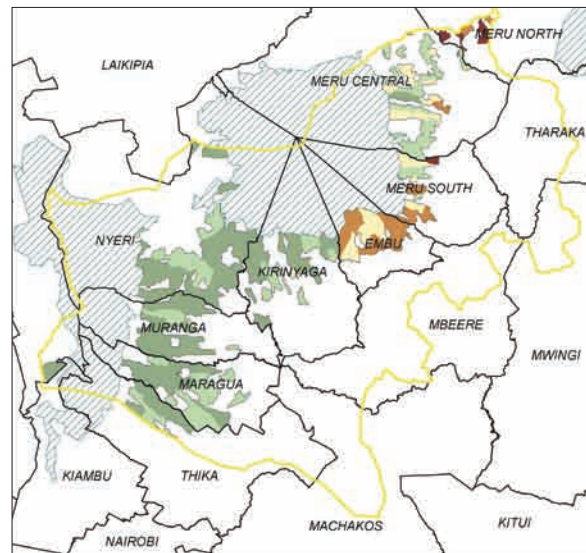 MERU NORTH
LAIKIPIA
MERU CENTRAL
THARAKA
MERU SOUTH
NYERI
EMBU
KIRINYAGA
MURANGA
MBEERE
MWINGI
MARAGUA
KIAMBU
THIKA
MACHAKOS
KITUI
NAIROBI